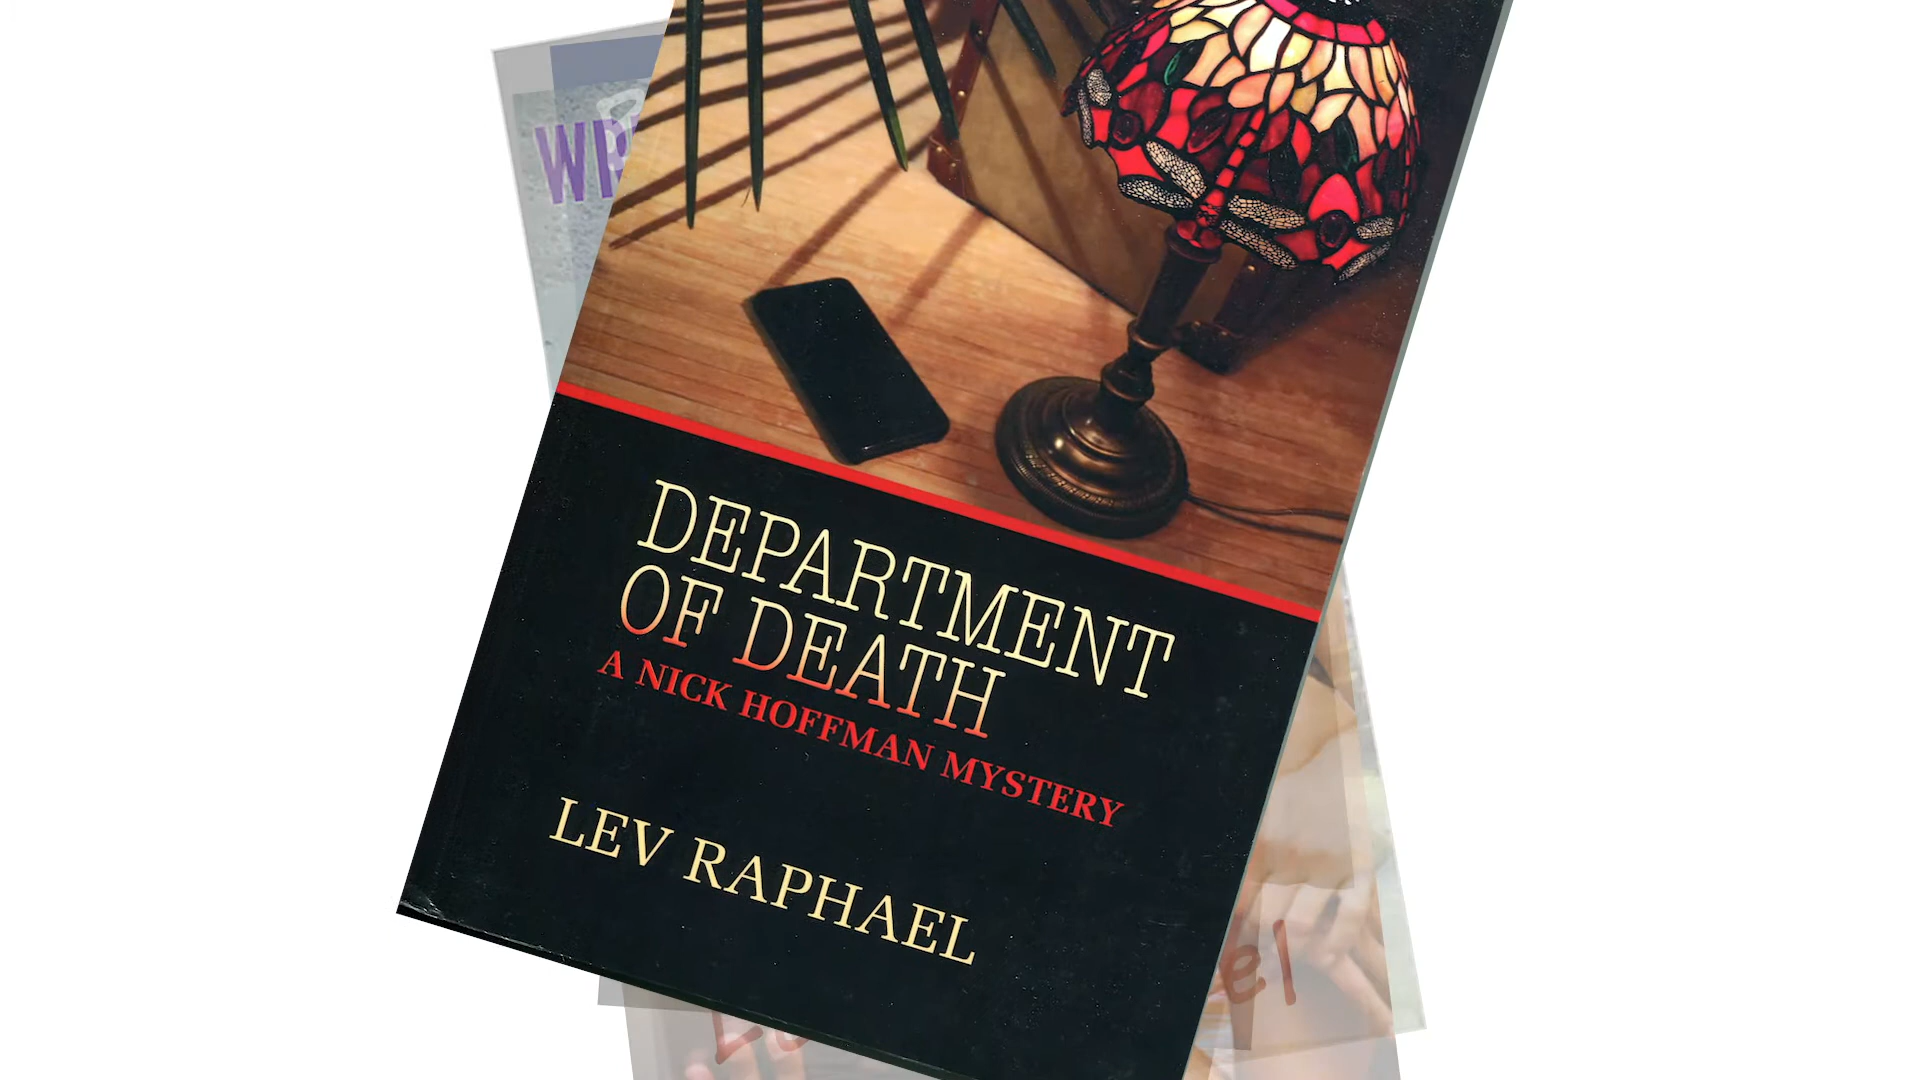 DEPARTMENT
OF DEATH
A NICK HOFFMAN MYSTERY
LEV RAPHAEL